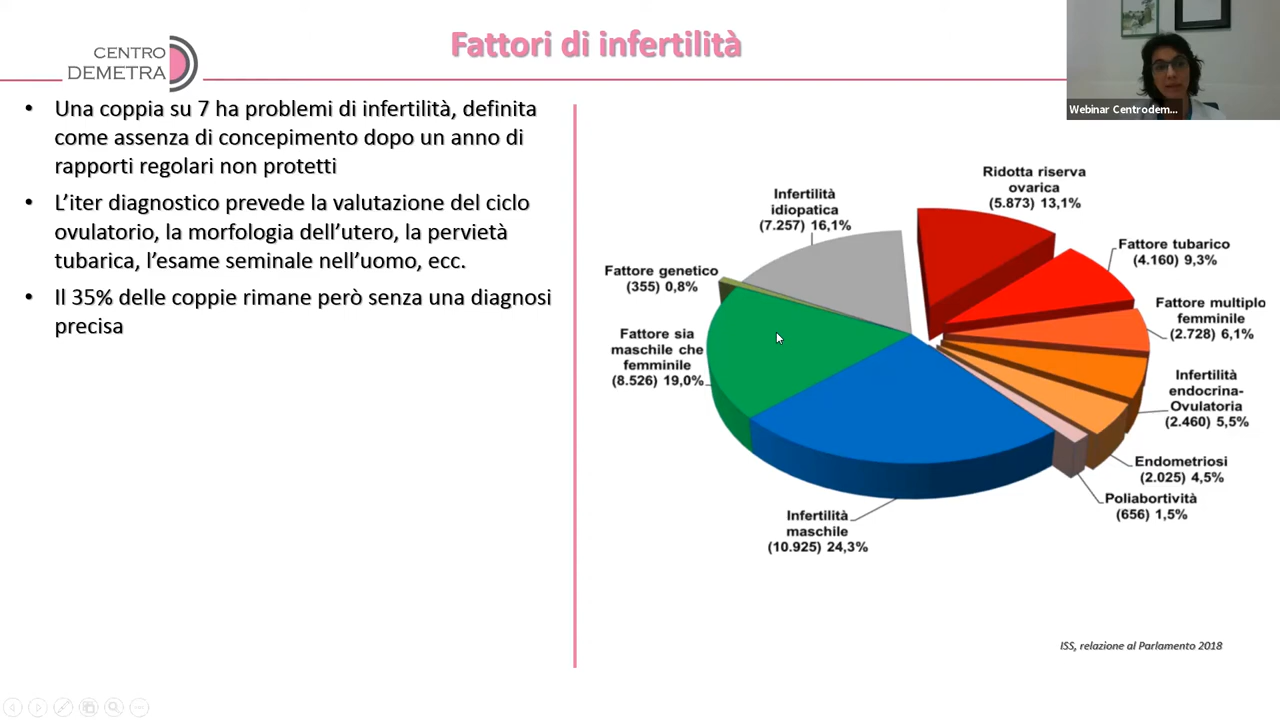 CENTRO
DEMETRA
Fattori di infertilità
Webinar Centrodem...
• Una coppia su 7 ha problemi di infertilità, definita
come assenza di concepimento dopo un anno di
rapporti regolari non protetti
• L'iter diagnostico prevede la valutazione del ciclo
ovulatorio, la morfologia dell'utero, la pervietà
tubarica, l'esame seminale nell'uomo, ecc.
• Il 35% delle coppie rimane però senza una diagnosi
precisa
Ridotta riserva
ovarica
(5.873) 13,1%
Fattore tubarico
(4.160) 9,3%
Fattore multiplo
femminile
(2.728) 6,1%
Infertilità
endocrina-
Ovulatoria
(2.460) 5,5%
Endometriosi
(2.025) 4,5%
Poliabortività
(656) 1,5%
Infertilità
maschile
(10.925) 24,3%
Fattore sia
maschile che
femminile
(8.526) 19,0%
Fattore genetico
(355) 0,8%
Infertilità
idiopatica
(7.257) 16,1%
ISS, relazione al Parlamento 2018